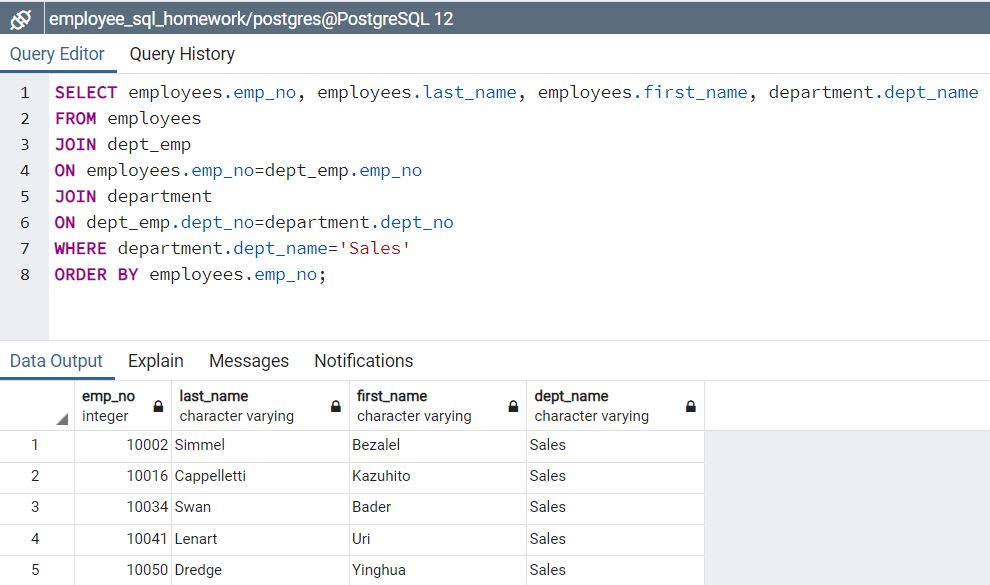 employee_sql_homework/postgres@PostgreSQL 12
Query Editor Query History
1 SELECT employees.emp_no, employees.last_name, employees.first_name, department.dept_name
2 FROM employees
3 JOIN dept_emp
4 ON employees.emp_no=dept_emp.emp_no
5 JOIN department
6 ON dept_emp.dept_no=department.dept_no
7 WHERE department.dept_name='Sales'
8 ORDER BY employees.emp_no;
Data Output Explain Messages Notifications
emp_no last_name first_name dept_name
integer character varying character varying character varying
1 10002 Simmel Bezalel Sales
2 10016 Cappelletti Kazuhito Sales
3 10034 Swan Bader Sales
4 10041 Lenart Uri Sales
5 10050 Dredge Yinghua Sales